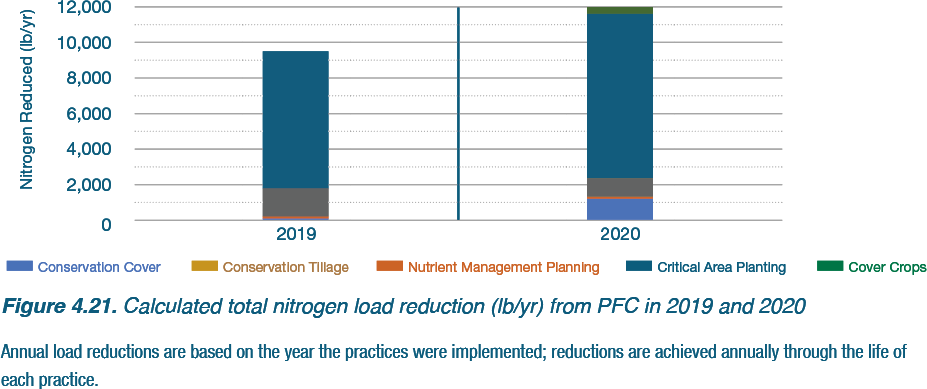 Nitrogen Reduced (lb/yr)
12,000
10,000
8,000
6,000
4,000
2,000
0
2019 2020
Conservation Cover Conservation Tillage Nutrient Management Planning Critical Area Planting Cover Crops
Figure 4.21. Calculated total nitrogen load reduction (lb/yr) from PFC in 2019 and 2020
Annual load reductions are based on the year the practices were implemented; reductions are achieved annually through the life of
each practice.